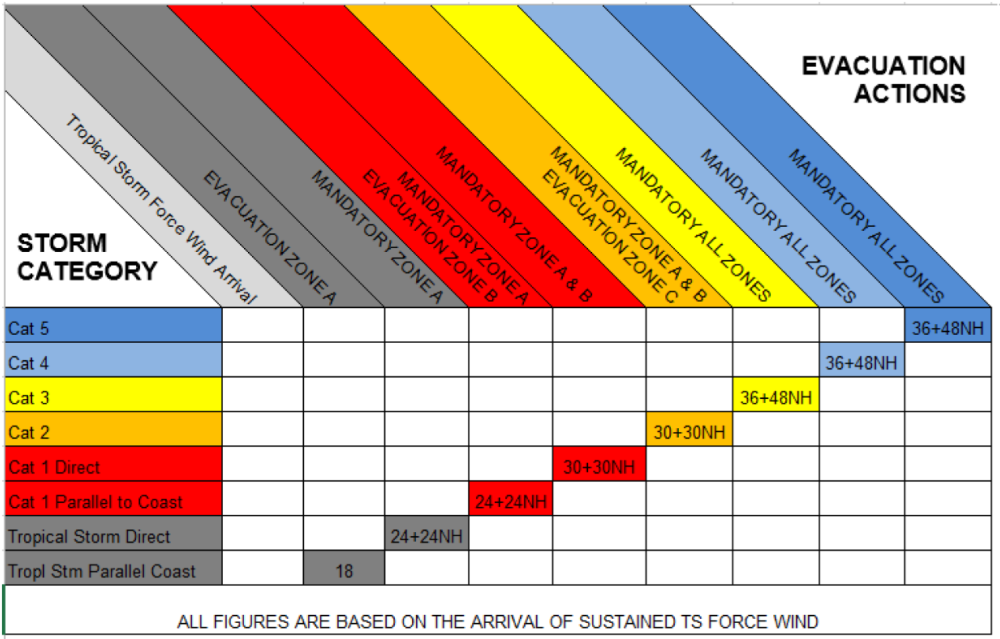 EVACUATION
ACTIONS
STORM
CATEGORY
Tropical Storm Force Wind Arrival
EVACUATION ZONE A
MANDATORY ZONE A
MANDATORY ZONE A
EVACUATION ZONE B
MANDATORY ZONE A & B
MANDATORY ZONE A & B
EVACUATION ZONE C
MANDATORY ALL ZONES
MANDATORY ALL ZONES
MANDATORY ALL ZONES
Cat 5 36+48NH
Cat 4 36+48NH
Cat 3 36+48NH
Cat 2 30+30NH
Cat 1 Direct 30+30NH
Cat 1 Parallel to Coast 24+24NH
Tropical Storm Direct 24+24NH
Tropl Stm Parallel Coast 18
ALL FIGURES ARE BASED ON THE ARRIVAL OF SUSTAINED TS FORCE WIND